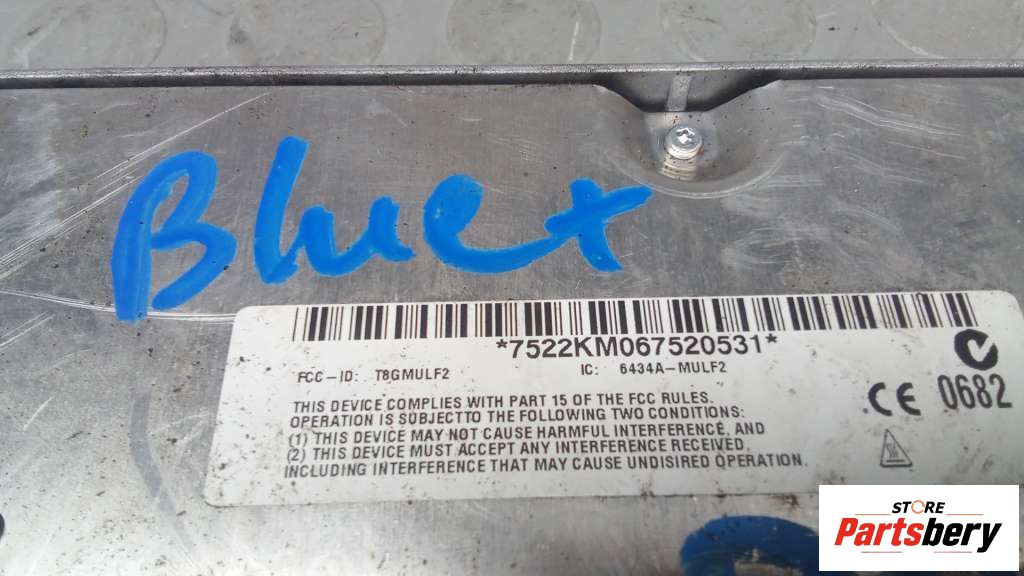 Bluet
*7522KM067520531*
FCC-ID: T8GMULF2 IC: 6434A-MULF2
THIS DEVICE COMPLIES WITH PART 15 OF THE FCC RULES.
OPERATION IS SUBJECTTO THE FOLLOWING TWO CONDITIONS:
(1) THIS DEVICE MAY NOT CAUSE HARMFUL INTERFERENCE, AND
(2) THIS DEVICE MUST ACCEPT ANY INTERFERENCE RECEIVED,
INCLUDING INTERFERENCE THAT MAY CAUSE UNDISIRED OPERATION.
CE 0682
STORE
Partsbery